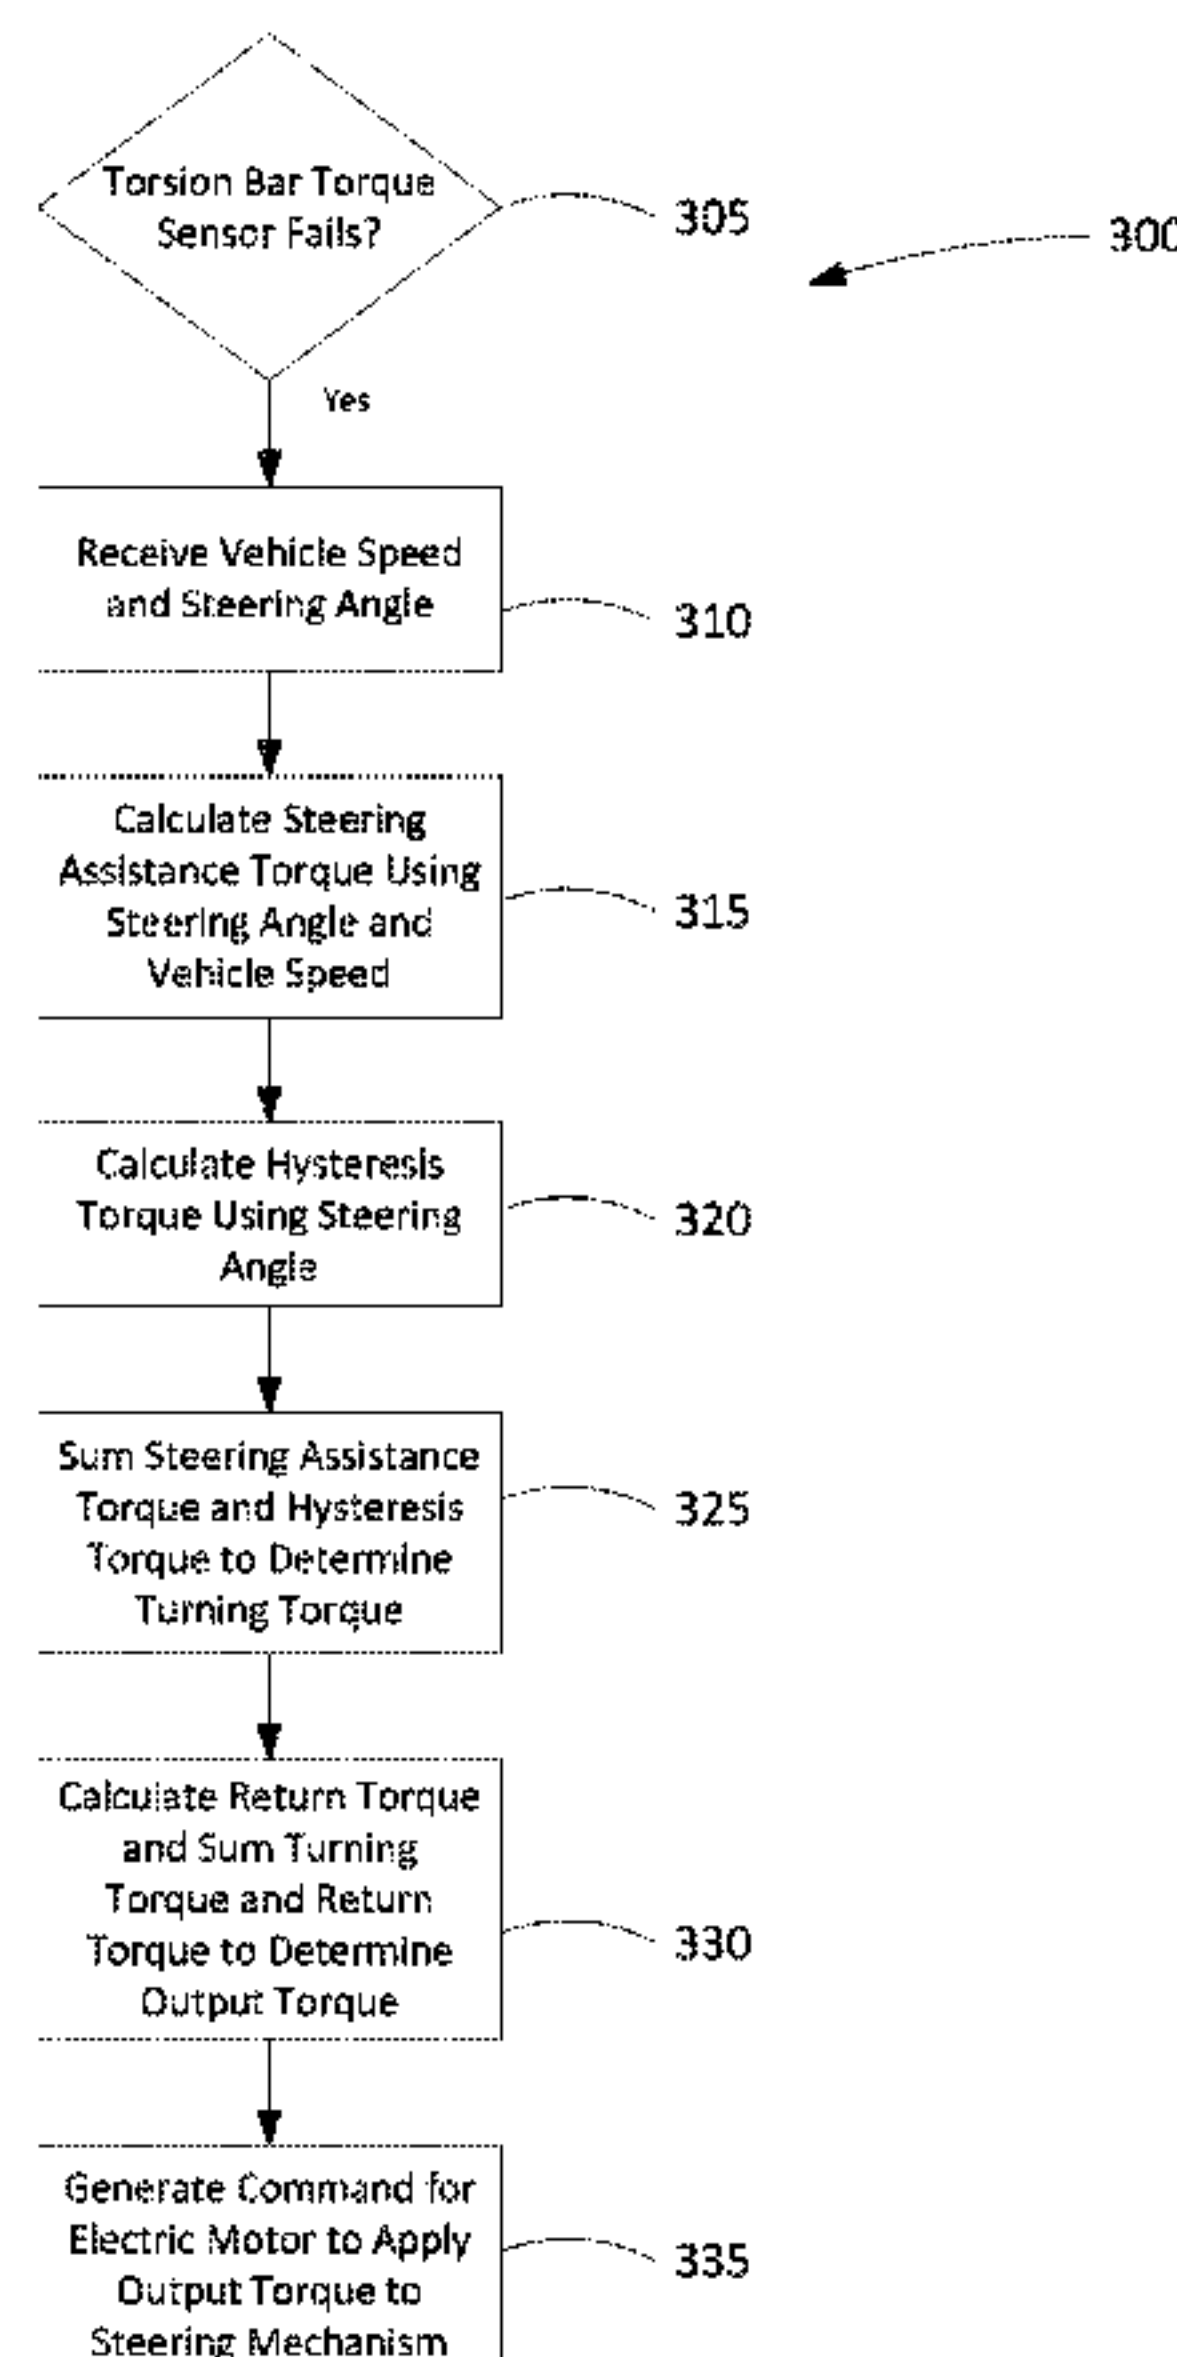 Torsion Bar Torque
Sensor Fails?
305
300
Yes
Receive Vehicle Speed
and Steering Angle
310
Calculate Steering
Assistance Torque Using
Steering Angle and
Vehicle Speed
315
Calculate Hysteresis
Torque Using Steering
Angle
320
Sum Steering Assistance
Torque and Hysteresis
Torque to Determine
Turning Torque
325
Calculate Return Torque
and Sum Turning
Torque and Return
Torque to Determine
Output Torque
330
Generate Command for
Electric Motor to Apply
Output Torque to
Steering Mechanism
335